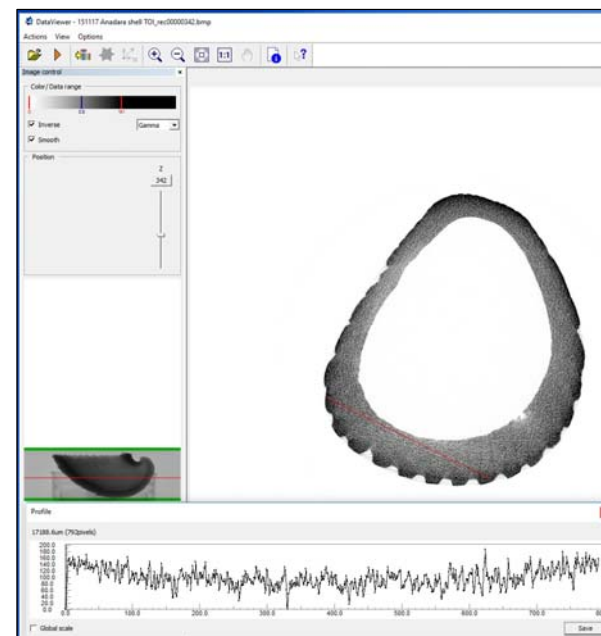 DataViewer - 151117 Anadara shell TOI_rec00000342.bmp
Actions View Options
1:1
Image control
Color/Data range
Inverse
Gamma
Smooth
Position
Z
342
Profile
17188.6um (792pixels)
200.0
180.0
160.0
140.0
120.0
100.0
80.0
60.0
40.0
20.0
0.0
0.0 100.0 200.0 300.0 400.0 500.0 600.0 700.0
Global scale
Save